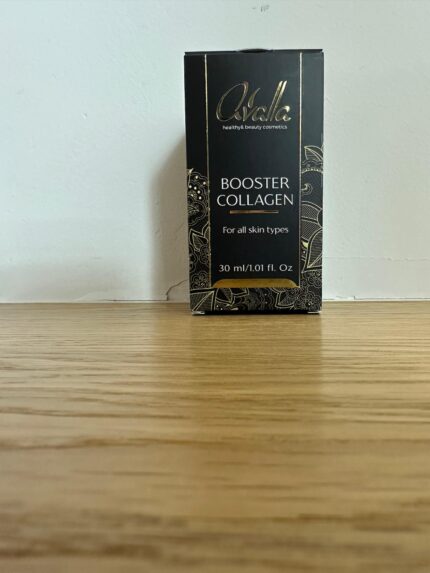 Avalla
healthy& beauty cosmetics
BOOSTER
COLLAGEN
For all skin types
30 ml/1.01 fl. Oz